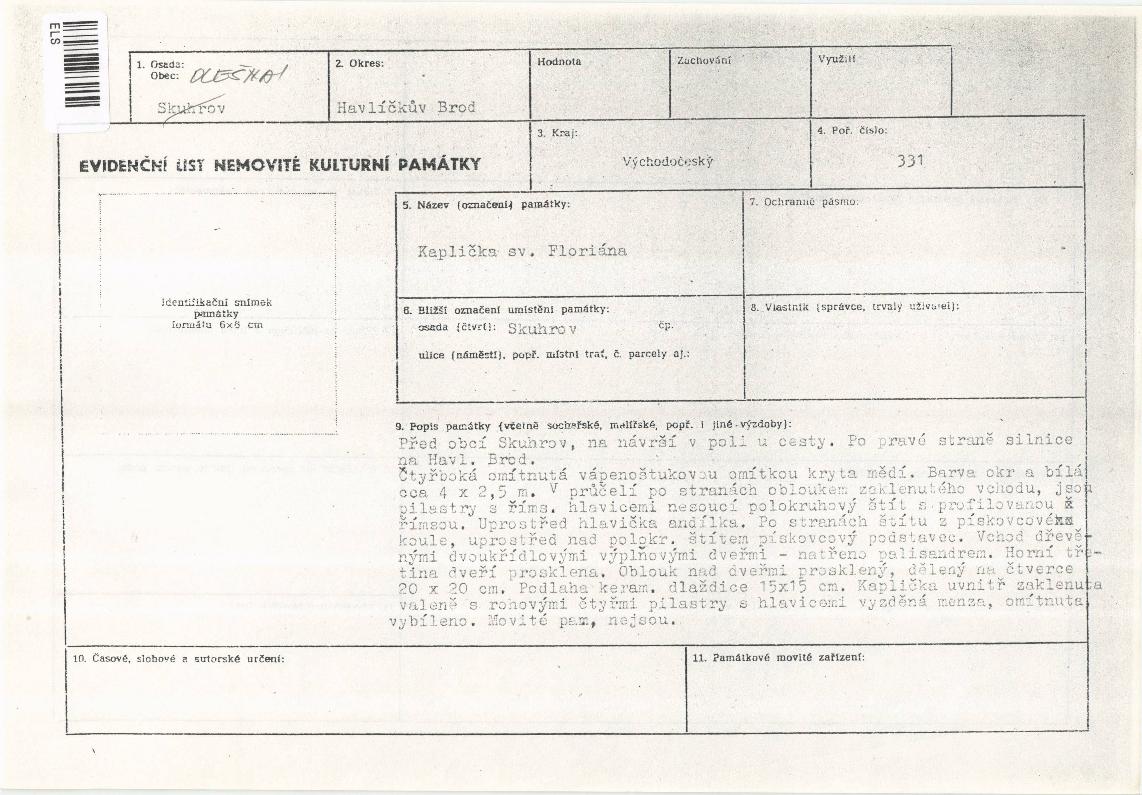 ELS
1. Osada:
Obec:
Skuhrov
2. Okres:
Havlíčkův Brod
Hodnota
Zachování
Využití
EVIDENČNÍ LIST NEMOVITÉ KULTURNÍ PAMÁTKY
3. Kraj:
Východočeský
4. Poř. číslo:
331
identifikační snímek
památky
formátu 6×6 cm
5. Název (označení) památky:
Kaplička sv. Floriána
7. Ochranné pásmo:
6. Bližší označení umístění památky:
osada (čtvrť): Skuhrov čp.
ulice (náměstí), popř. místní trať, č. parcely aj.:
8. Vlastník (správce, trvalý uživatel):
9. Popis památky (včetně sochařské, malířské, popř. i jiné výzdoby):
Před obcí Skuhrov, na návrší v poli u cesty. Po pravé straně silnice
na Havl. Brod.
Čtyřboká omítnutá vápenoštukovou omítkou kryta mědí. Barva okr a bílá
cca 4 x 2,5 m. V průčelí po stranách obloukem zaklenutého vchodu, jsou
pilastry s říms. hlavicemi nesoucí polokruhový štít s profilovanou
římsou. Uprostřed hlavička andílka. Po stranách štítu z pískovcové
koule, uprostřed nad polokr. štítem pískovcový podstavec. Vchod dřevě-
nými dvoukřídlovými výplňovými dveřmi - natřeno palisandrem. Horní tře-
tina dveří prosklena. Oblouk nad dveřmi prosklený, dělený na čtverce
20 x 20 cm. Podlaha keram. dlaždice 15x15 cm. Kaplička uvnitř zaklenuta
valeně s rohovými čtyřmi pilastry s hlavicemi vyzděná menza, omítnuta,
vybíleno. Movité pam, nejsou.
10. Časové, slohové a autorské určení:
11. Památkové movité zařízení: